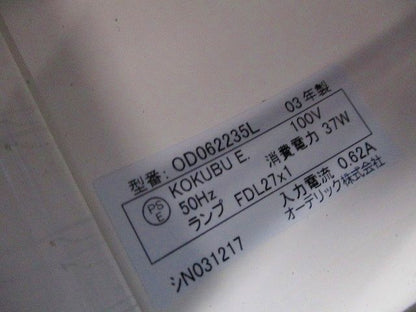 型番: OD062235L 03年製
PS E KOKUBU E. 100V
50Hz 消費電力 37W
ランプ FDL27x1 入力電流 0.62A
シN031217 オーデリック株式会社